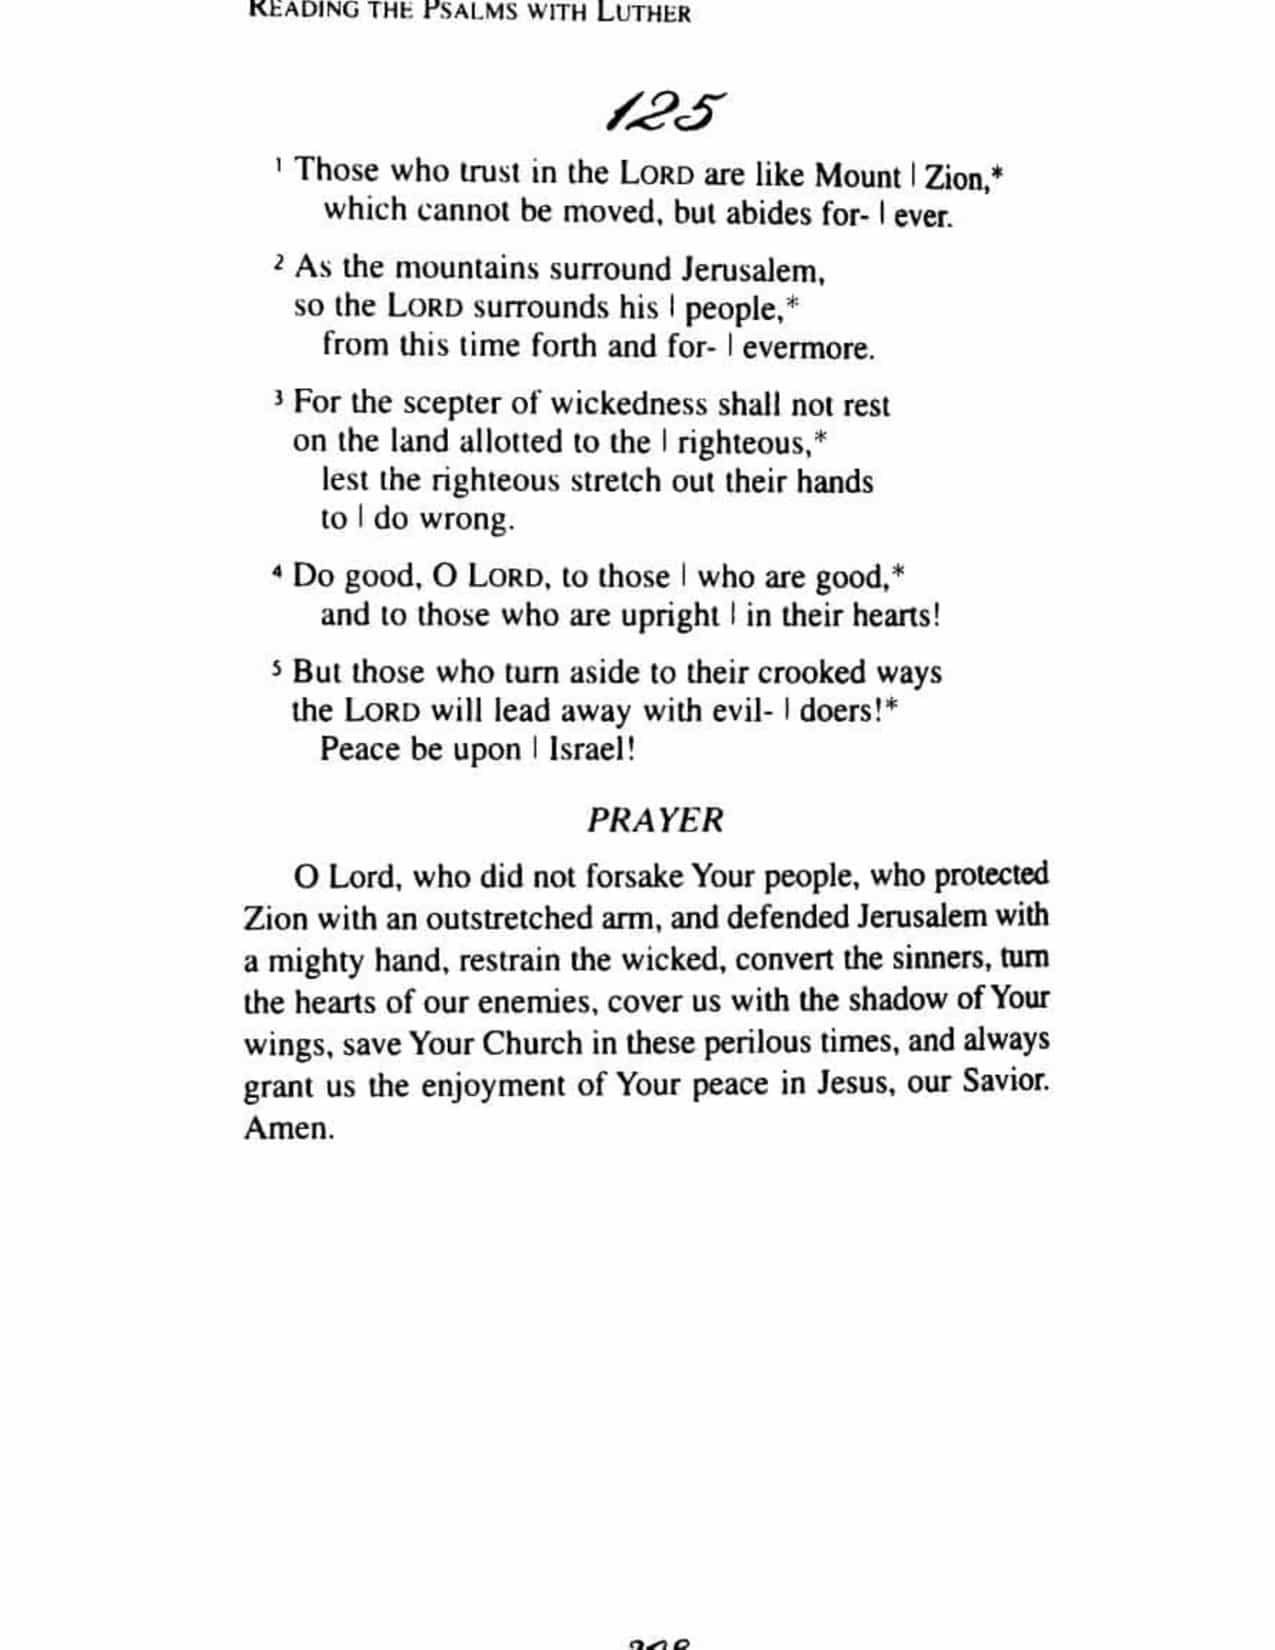 READING THE PSALMS WITH LUTHER
125
1 Those who trust in the LORD are like Mount | Zion,*
which cannot be moved, but abides for- | ever.
2 As the mountains surround Jerusalem,
so the LORD surrounds his | people,*
from this time forth and for- | evermore.
3 For the scepter of wickedness shall not rest
on the land allotted to the | righteous,*
lest the righteous stretch out their hands
to | do wrong.
4 Do good, O LORD, to those | who are good,*
and to those who are upright | in their hearts!
5 But those who turn aside to their crooked ways
the LORD will lead away with evil- | doers!*
Peace be upon | Israel!
PRAYER
O Lord, who did not forsake Your people, who protected
Zion with an outstretched arm, and defended Jerusalem with
a mighty hand, restrain the wicked, convert the sinners, turn
the hearts of our enemies, cover us with the shadow of Your
wings, save Your Church in these perilous times, and always
grant us the enjoyment of Your peace in Jesus, our Savior.
Amen.